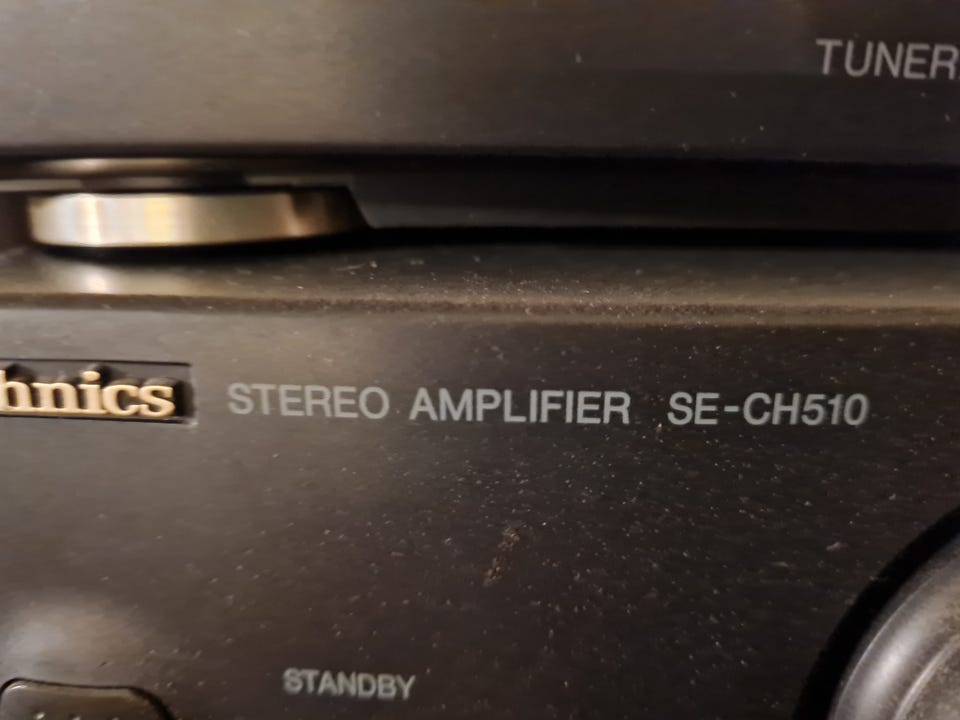 TUNER
hnics STEREO AMPLIFIER SE-CH510
STANDBY